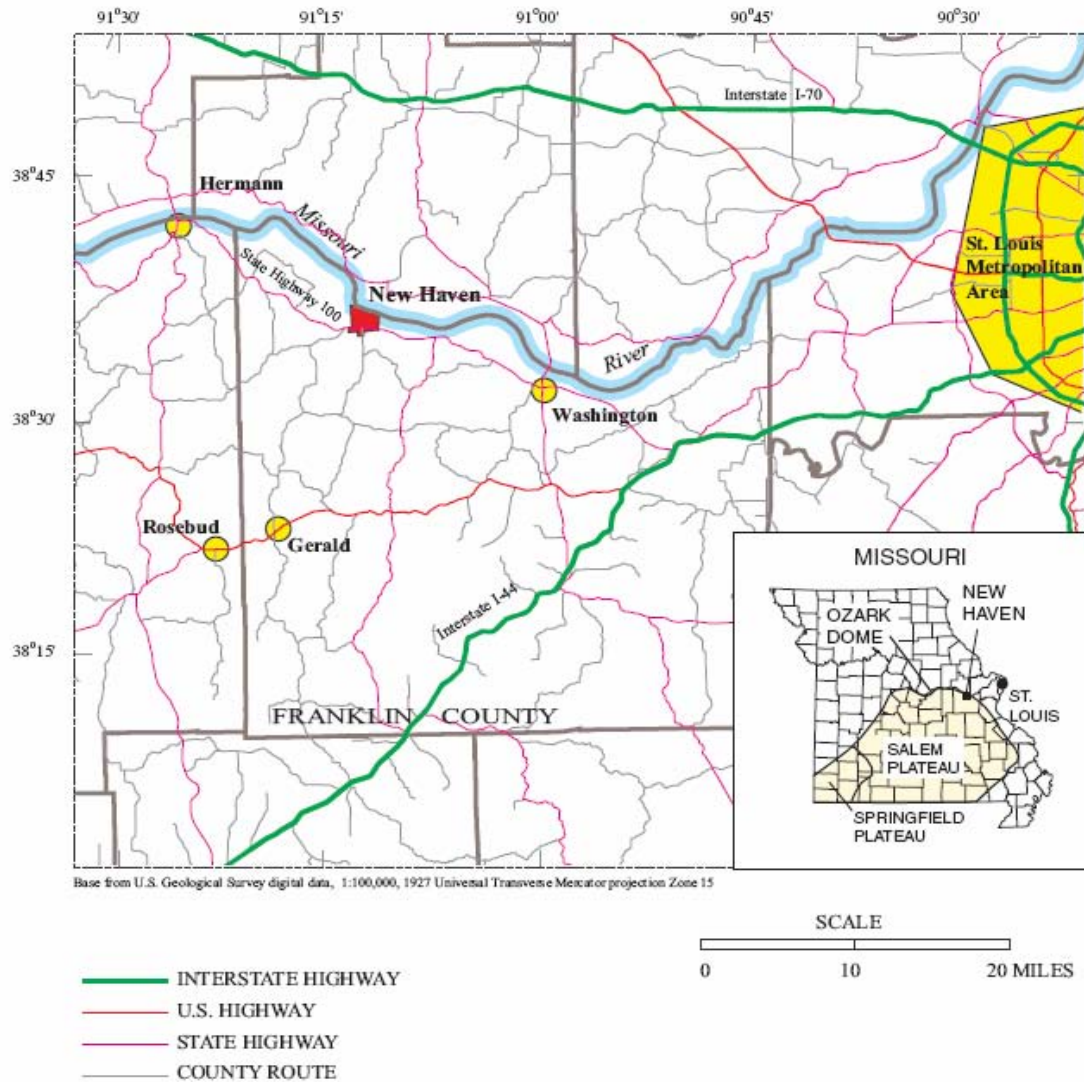 91°30'
91°15'
91°00'
90°45'
90°30'
Interstate I-70
38°45'
Hermann
Missouri
State Highway 100
New Haven
St. Louis
Metropolitan
Area
River
Washington
38°30'
Rosebud
Gerald
Interstate I-44
38°15'
FRANKLIN COUNTY
MISSOURI
OZARK
DOME
NEW
HAVEN
ST.
LOUIS
SALEM
PLATEAU
SPRINGFIELD
PLATEAU
Base from U.S. Geological Survey digital data, 1:100,000, 1927 Universal Transverse Mercator projection Zone 15
SCALE
0 10 20 MILES
INTERSTATE HIGHWAY
U.S. HIGHWAY
STATE HIGHWAY
COUNTY ROUTE